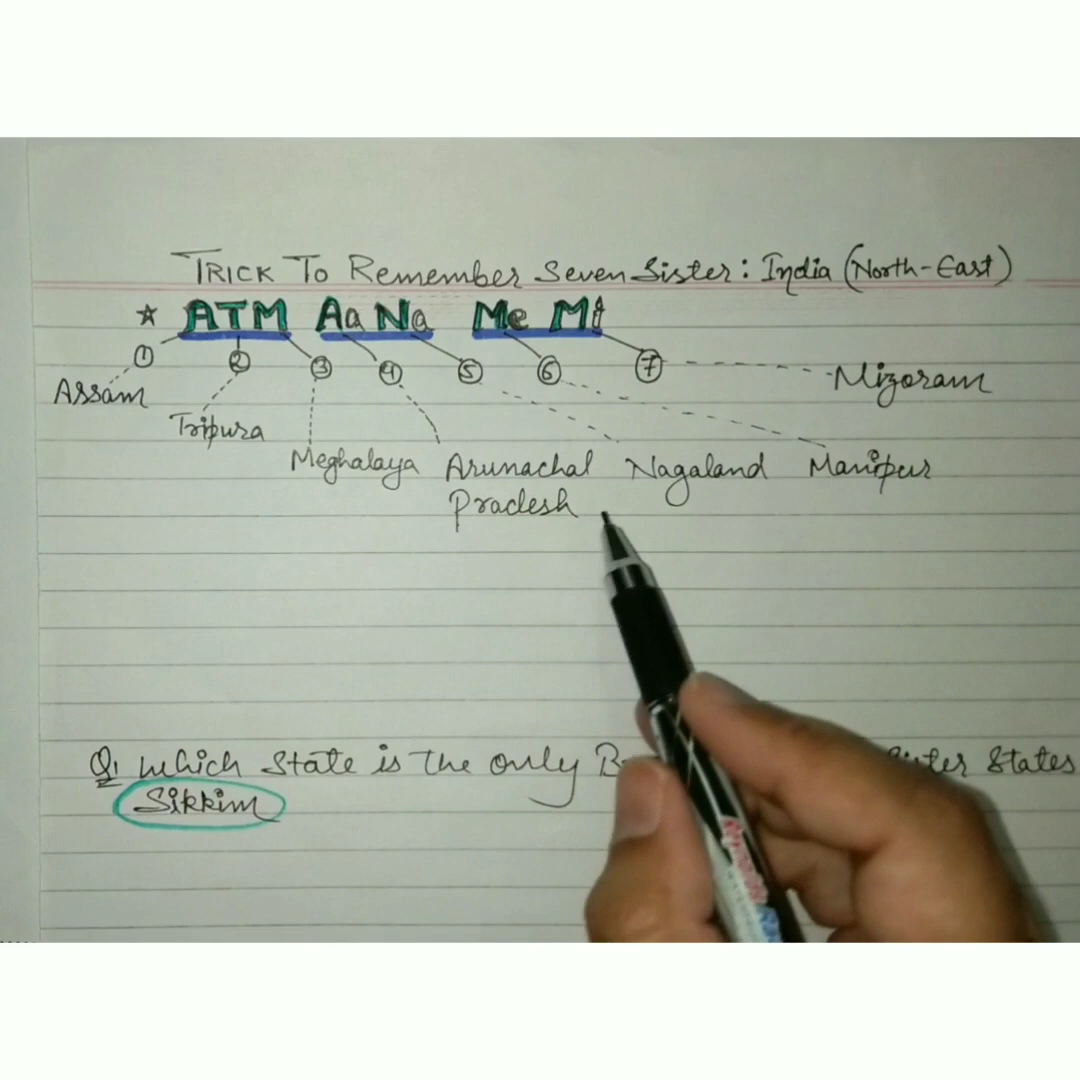 TRICK To Remember Seven Sister: India (North-East)
☆ ATM AaNa Me Mi
① ② ③ ④ ⑤ ⑥ ⑦
Assam
Mizoram
Tripura
Meghalaya Arunachal Nagaland Manipur
Pradesh
Q! Which State is the only States
Sikkim